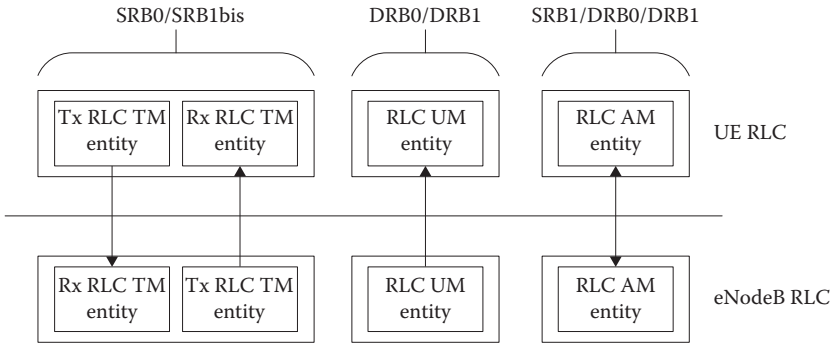 SRB0/SRB1bis
DRB0/DRB1
SRB1/DRB0/DRB1
Tx RLC TM
entity
Rx RLC TM
entity
RLC UM
entity
RLC AM
entity
UE RLC
Rx RLC TM
entity
Tx RLC TM
entity
RLC UM
entity
RLC AM
entity
eNodeB RLC